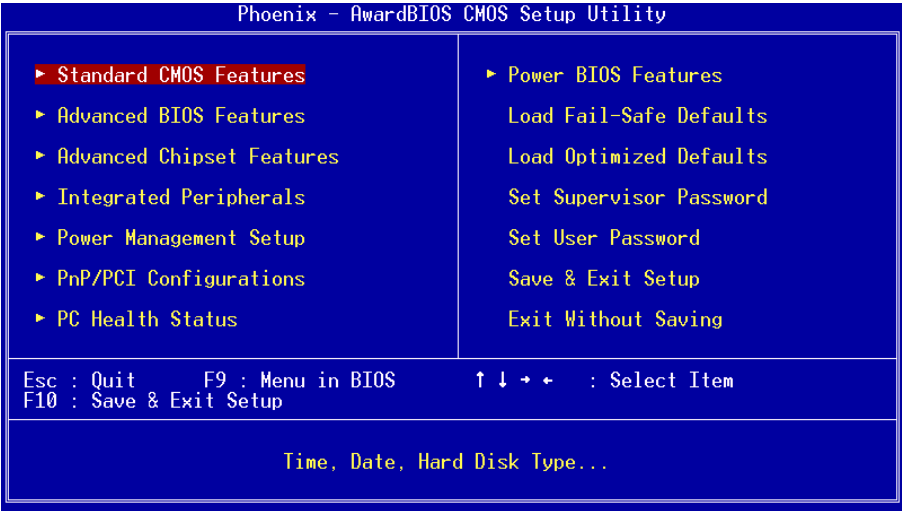 Phoenix - AwardBIOS CMOS Setup Utility
► Standard CMOS Features
► Advanced BIOS Features
► Advanced Chipset Features
► Integrated Peripherals
► Power Management Setup
► PnP/PCI Configurations
► PC Health Status
► Power BIOS Features
Load Fail-Safe Defaults
Load Optimized Defaults
Set Supervisor Password
Set User Password
Save & Exit Setup
Exit Without Saving
Esc : Quit F9 : Menu in BIOS ↑ ↓ → ← : Select Item
F10 : Save & Exit Setup
Time, Date, Hard Disk Type...